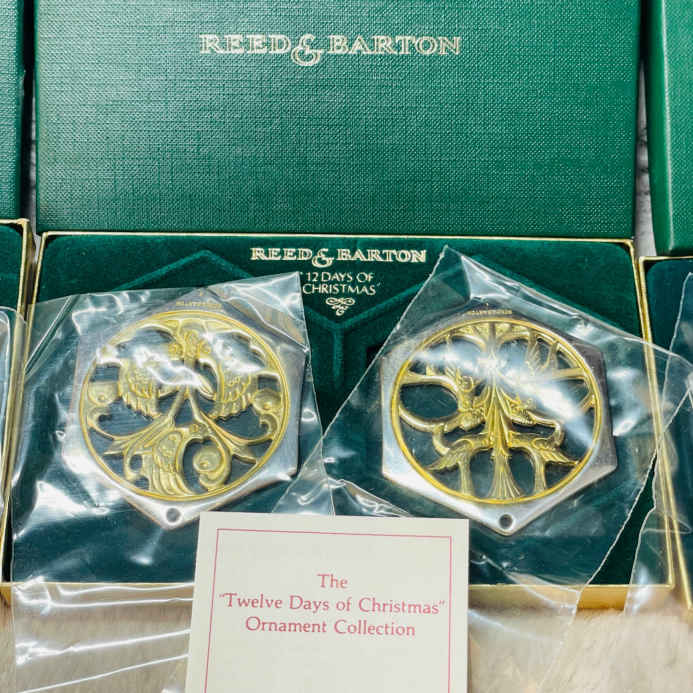 REED & BARTON
REED & BARTON
"12 DAYS OF
CHRISTMAS"
The
"Twelve Days of Christmas"
Ornament Collection